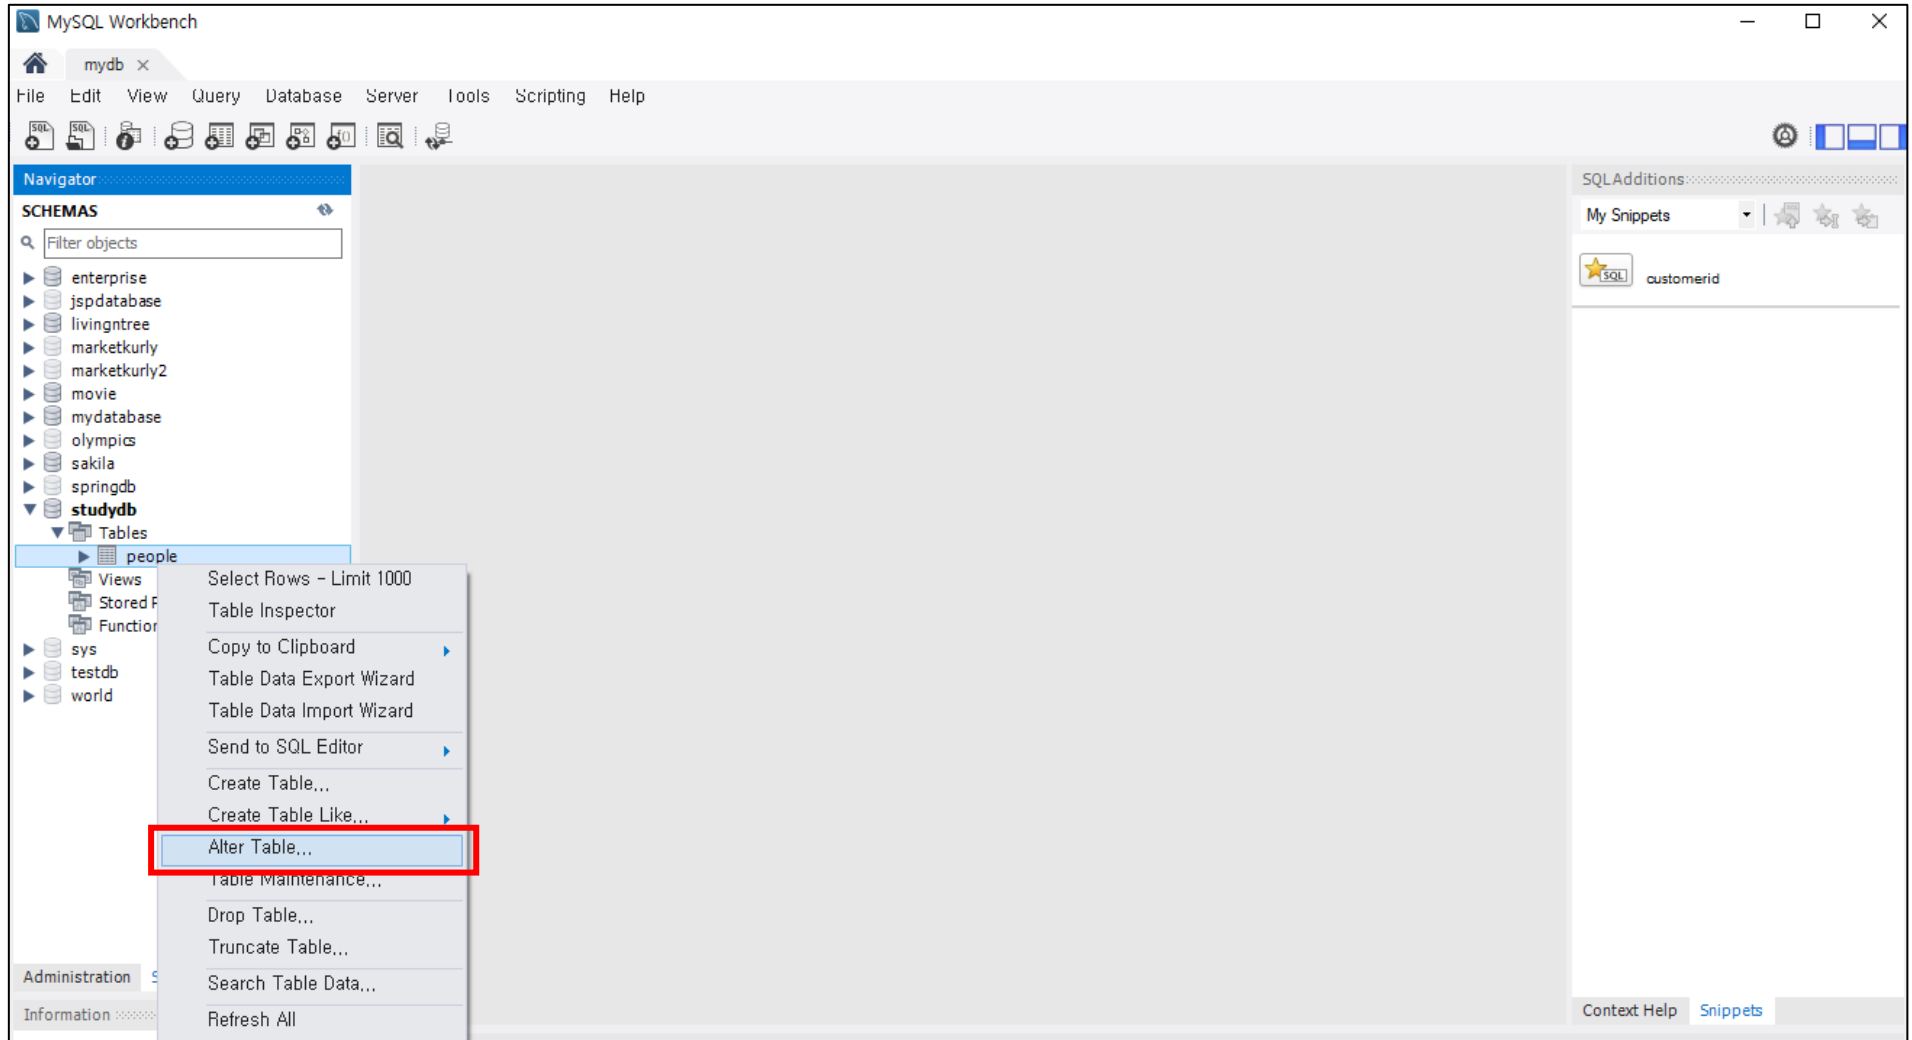 MySQL Workbench
mydb
File Edit View Query Database Server Tools Scripting Help
Navigator
SCHEMAS
Filter objects
enterprise
jspdatabase
livingntree
marketkurly
marketkurly2
movie
mydatabase
olympics
sakila
springdb
studydb
Tables
people
Views
Stored
Function
sys
testdb
world
Select Rows - Limit 1000
Table Inspector
Copy to Clipboard
Table Data Export Wizard
Table Data Import Wizard
Send to SQL Editor
Create Table...
Create Table Like...
Alter Table...
Table Maintenance...
Drop Table...
Truncate Table...
Search Table Data...
Refresh All
Administration
Information
SQLAdditions
My Snippets
SQL
customerid
Context Help Snippets